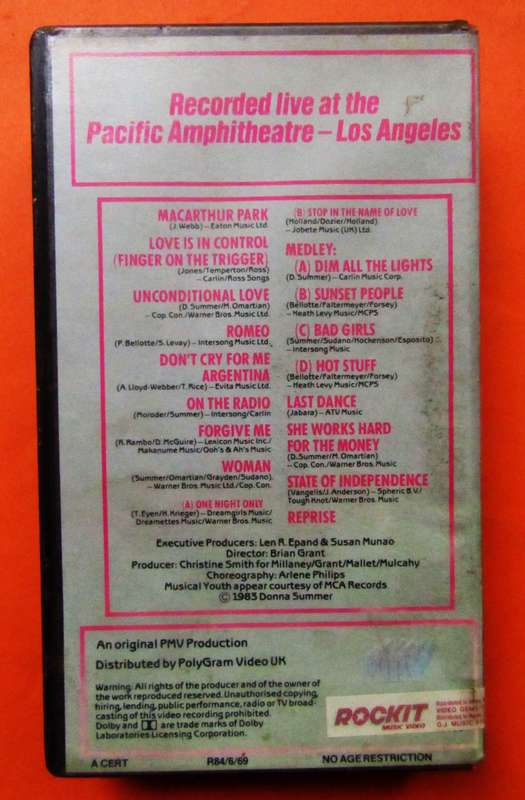 Recorded live at the
Pacific Amphitheatre – Los Angeles
MACARTHUR PARK
(J. Webb) – Eaton Music Ltd.
LOVE IS IN CONTROL
(FINGER ON THE TRIGGER)
(Jones/Temperton/Ross)
– Carlin/Ross Songs
UNCONDITIONAL LOVE
(D. Summer/M. Omartian)
– Cop. Con./Warner Bros. Music
ROMEO
(P. Bellotte/S. Levay) – Intersong Music Ltd.
DON'T CRY FOR ME
ARGENTINA
(A. Lloyd-Webber/T. Rice) – Evita Music Ltd.
ON THE RADIO
(Moroder/Summer) – Intersong/Carlin
FORGIVE ME
(R. Rambo/D. McGuire) – Lexicon Music Inc./
Makanume Music/Ooh's & Ah's Music
WOMAN
(Summer/Omartian/Grayden/Sudano).
– Warner Bros. Music Ltd./Cop. Con.
(A) ONE NIGHT ONLY
(T. Eyen/H. Krieger) – Dreamgirls Music/
Dreamettes Music/Warner Bros. Music
(B) STOP IN THE NAME OF LOVE
(Holland/Dozier/Holland)
– Jobete Music (UK) Ltd.
MEDLEY:
(A) DIM ALL THE LIGHTS
(D. Summer) – Carlin Music Corp.
(B) SUNSET PEOPLE
(Bellotte/Faltermeyer/Forsey)
– Heath Levy Music/MCPS
(C) BAD GIRLS
(Summer/Sudano/Hockenson/Esposito)
– Intersong Music
(D) HOT STUFF
(Bellotte/Faltermeyer/Forsey)
– Heath Levy Music/MCPS
LAST DANCE
(Jabara) – ATV Music
SHE WORKS HARD
FOR THE MONEY
(D. Summer/M. Omartian)
– Cop. Con./Warner Bros. Music
STATE OF INDEPENDENCE
(Vangelis/J. Anderson) – Spheric B.V./
Tough Knot/Warner Bros. Music
REPRISE
Executive Producers: Len R. Epand & Susan Munao
Director: Brian Grant
Producer: Christine Smith for Millaney/Grant/Mallet/Mulcahy
Choreography: Arlene Philips
Musical Youth appear courtesy of MCA Records
© 1983 Donna Summer
An original PMV Production
Distributed by PolyGram Video UK
Warning: All rights of the producer and of the owner of
the work reproduced reserved. Unauthorised copying,
hiring, lending, public performance, radio or TV broad-
casting of this video recording prohibited.
Dolby and are trade marks of Dolby
Laboratories Licensing Corporation.
ROCKIT
MUSIC VIDEO
VIDEO
O.J. MUSIC
A CERT
R84/6/69
NO AGE RESTRICTION